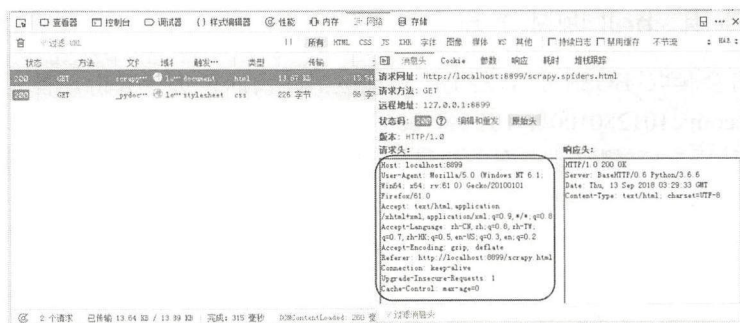 查看器 控制台 调试器 {} 样式编辑器 性能 内存 网络 存储
过滤 URL 所有 HTML CSS JS XHR 字体 图像 媒体 WS 其他 持续日志 禁用缓存 不节流 HAR
状态 方法 文件 域名 触发… 类型 传输
200 GET scrapy… lo… document html 13.67 KB 13.54
200 GET _pydoc… lo… stylesheet css 226 字节 98 字
消息头 Cookie 参数 响应 耗时 堆栈跟踪
请求网址: http://localhost:8899/scrapy.spiders.html
请求方法: GET
远程地址: 127.0.0.1:8899
状态码: 200 ? 编辑和重发 原始头
版本: HTTP/1.0
请求头:
Host: localhost:8899
User-Agent: Mozilla/5.0 (Windows NT 6.1;
Win64; x64; rv:61.0) Gecko/20100101
Firefox/61.0
Accept: text/html,application
/xhtml+xml,application/xml;q=0.9,*/*;q=0.8
Accept-Language: zh-CN,zh;q=0.8,zh-TW;
q=0.7,zh-HK;q=0.5,en-US;q=0.3,en;q=0.2
Accept-Encoding: gzip, deflate
Referer: http://localhost:8899/scrapy.html
Connection: keep-alive
Upgrade-Insecure-Requests: 1
Cache-Control: max-age=0
响应头:
HTTP/1.0 200 OK
Server: BaseHTTP/0.6 Python/3.6.6
Date: Thu, 13 Sep 2018 03:29:33 GMT
Content-Type: text/html; charset=UTF-8
2 个请求 已传输 13.64 KB / 13.39 KB 完成: 315 毫秒 DOMContentLoaded: 280 毫
过滤消息头